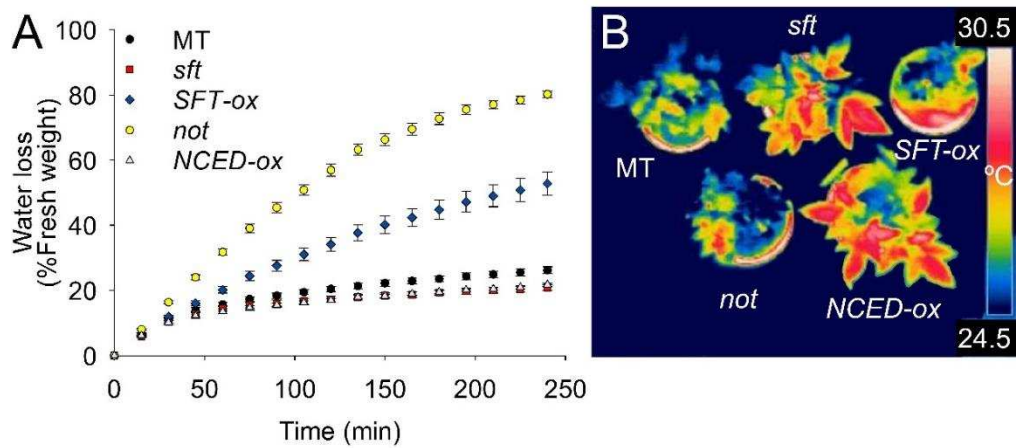 A
Water loss
(%Fresh weight)
100
80
60
40
20
0
MT
sft
SFT-ox
not
NCED-ox
0
50
100
150
200
250
Time (min)
B
sft
30.5
MT
SFT-ox
ºC
not
NCED-ox
24.5